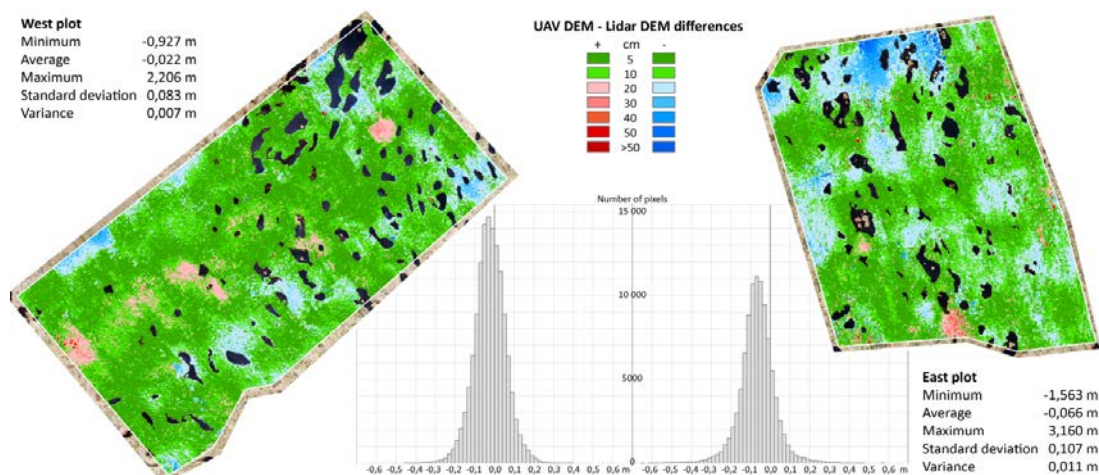 West plot
Minimum -0,927 m
Average -0,022 m
Maximum 2,206 m
Standard deviation 0,083 m
Variance 0,007 m
UAV DEM - Lidar DEM differences
+ cm -
5
10
20
30
40
50
>50
Number of pixels
15 000
10 000
5000
-0,6 -0,5 -0,4 -0,3 -0,2 -0,1 0,0 0,1 0,2 0,3 0,4 0,5 0,6 m
-0,6 -0,5 -0,4 -0,3 -0,2 -0,1 0,0 0,1 0,2 0,3 0,4 0,5 0,6 m
East plot
Minimum -1,563 m
Average -0,066 m
Maximum 3,160 m
Standard deviation 0,107 m
Variance 0,011 m